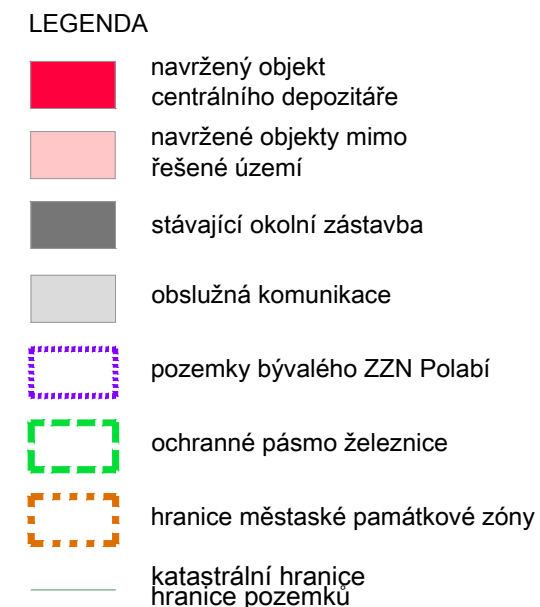 LEGENDA
navržený objekt
centrálního depozitáře
navržené objekty mimo
řešené území
stávající okolní zástavba
obslužná komunikace
pozemky bývalého ZZN Polabí
ochranné pásmo železnice
hranice městaské památkové zóny
katastrální hranice
hranice pozemků